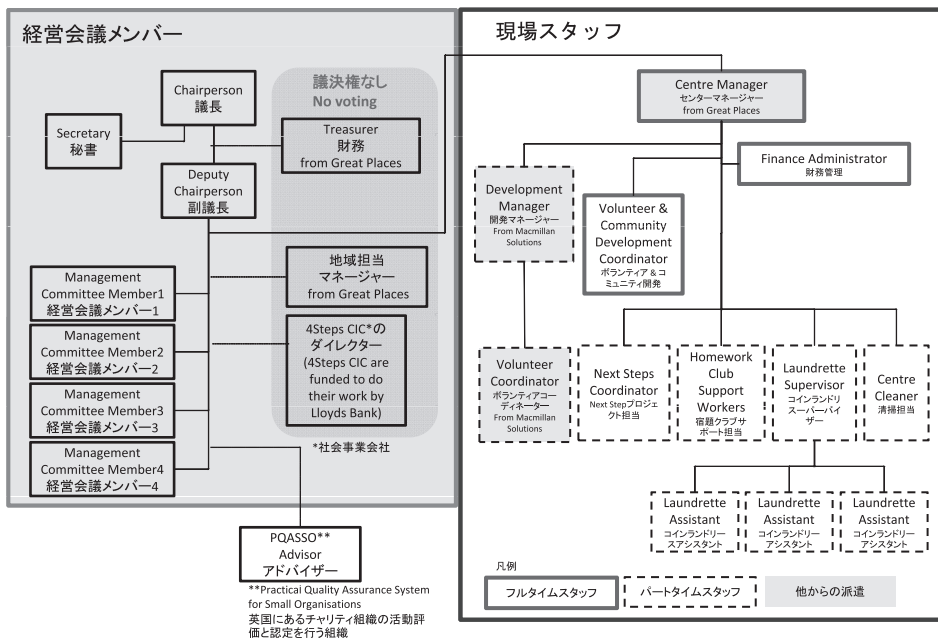 経営会議メンバー
Chairperson
議長
Secretary
秘書
議決権なし
No voting
Treasurer
財務
from Great Places
Deputy
Chairperson
副議長
地域担当
マネージャー
from Great Places
Management
Committee Member1
経営会議メンバー1
Management
Committee Member2
経営会議メンバー2
Management
Committee Member3
経営会議メンバー3
Management
Committee Member4
経営会議メンバー4
4Steps CIC*の
ダイレクター
(4Steps CIC are
funded to do
their work by
Lloyds Bank)
*社会事業会社
PQASSO**
Advisor
アドバイザー
**Practical Quality Assurance System
for Small Organisations
英国にあるチャリティ組織の活動評
価と認定を行う組織
現場スタッフ
Centre Manager
センターマネージャー
from Great Places
Finance Administrator
財務管理
Development
Manager
開発マネージャー
From Macmillan
Solutions
Volunteer &
Community
Development
Coordinator
ボランティア&コ
ミュニティ開発
Volunteer
Coordinator
ボランティアコー
ディネーター
From Macmillan
Solutions
Next Steps
Coordinator
Next Stepプロジェ
クト担当
Homework
Club
Support
Workers
宿題クラブサ
ポート担当
Laundrette
Supervisor
コインランドリ
スーパーバイ
ザー
Centre
Cleaner
清掃担当
Laundrette
Assistant
コインランドリー
スアシスタント
Laundrette
Assistant
コインランドリー
アシスタント
Laundrette
Assistant
コインランドリー
アシスタント
凡例
フルタイムスタッフ
パートタイムスタッフ
他からの派遣